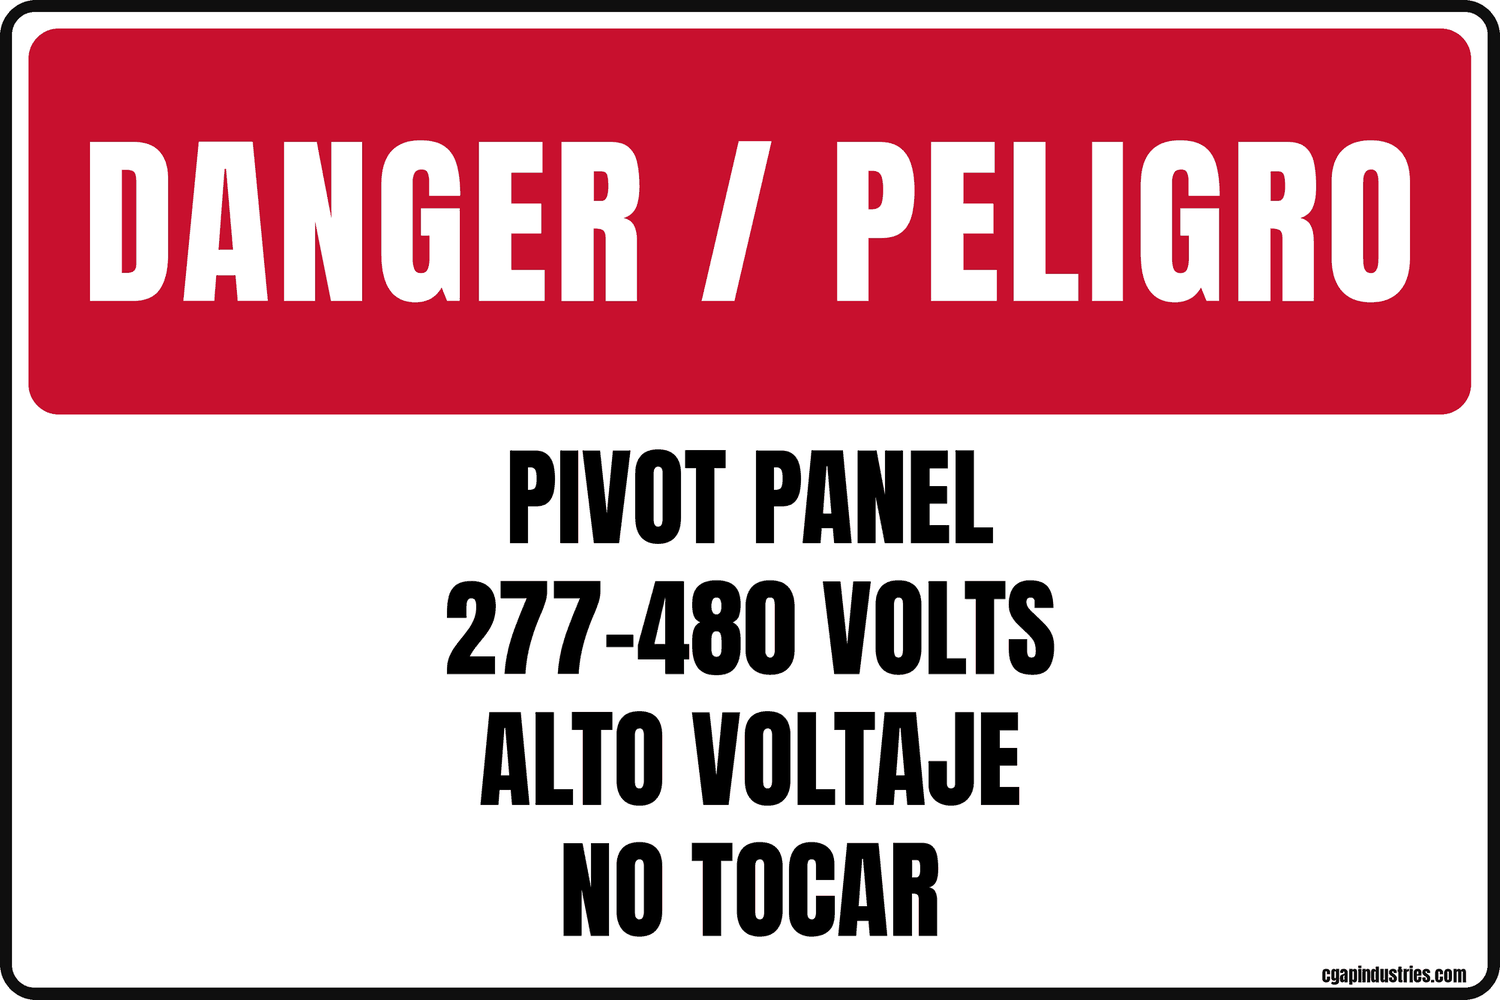 DANGER / PELIGRO
PIVOT PANEL
277-480 VOLTS
ALTO VOLTAJE
NO TOCAR
cgapindustries.com